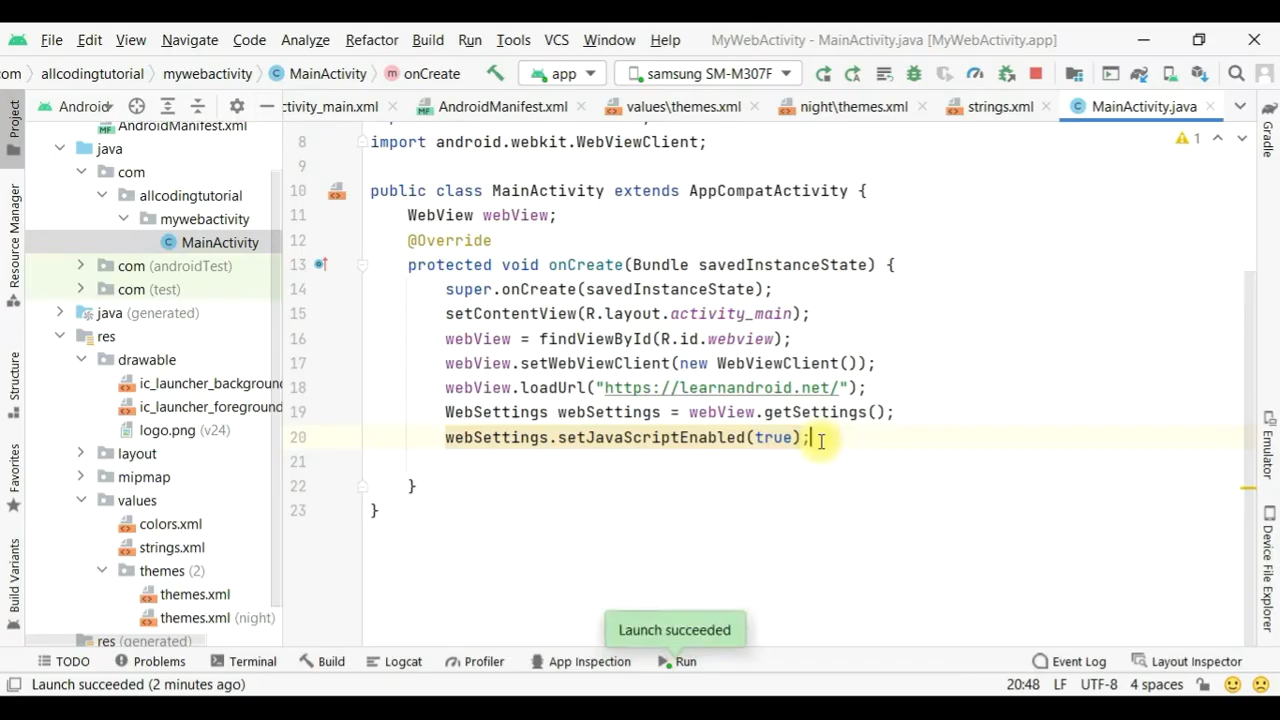 File Edit View Navigate Code Analyze Refactor Build Run Tools VCS Window Help MyWebActivity - MainActivity.java [MyWebActivity.app]
om allcodingtutorial mywebactivity MainActivity onCreate app samsung SM-M307F
Android ctivity_main.xml AndroidManifest.xml values\themes.xml night\themes.xml strings.xml MainActivity.java
Project
Resource Manager
Structure
Favorites
Build Variants
AndroidManifest.xml
java
com
allcodingtutorial
mywebactivity
MainActivity
com (androidTest)
com (test)
java (generated)
res
drawable
ic_launcher_background
ic_launcher_foreground
logo.png (v24)
layout
mipmap
values
colors.xml
strings.xml
themes (2)
themes.xml
themes.xml (night)
res (generated)
8 import android.webkit.WebViewClient;
9
10 public class MainActivity extends AppCompatActivity {
11 WebView webView;
12 @Override
13 protected void onCreate(Bundle savedInstanceState) {
14 super.onCreate(savedInstanceState);
15 setContentView(R.layout.activity_main);
16 webView = findViewById(R.id.webview);
17 webView.setWebViewClient(new WebViewClient());
18 webView.loadUrl("https://learnandroid.net/");
19 WebSettings webSettings = webView.getSettings();
20 webSettings.setJavaScriptEnabled(true);
21
22 }
23 }
1
Gradle
Emulator
Device File Explorer
Launch succeeded
TODO Problems Terminal Build Logcat Profiler App Inspection Run Event Log Layout Inspector
Launch succeeded (2 minutes ago) 20:48 LF UTF-8 4 spaces